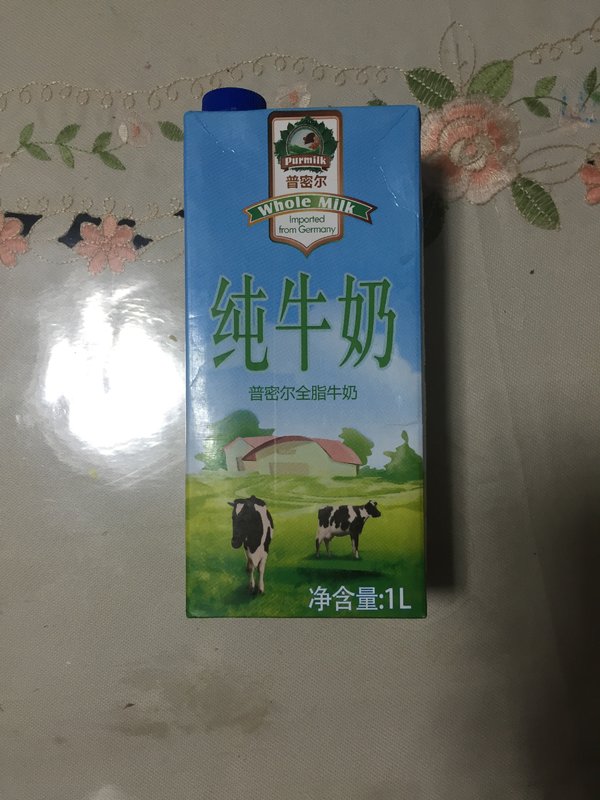 Purmilk
普密尔
Whole Milk
Imported
from Germany
纯牛奶
普密尔全脂牛奶
净含量:1L